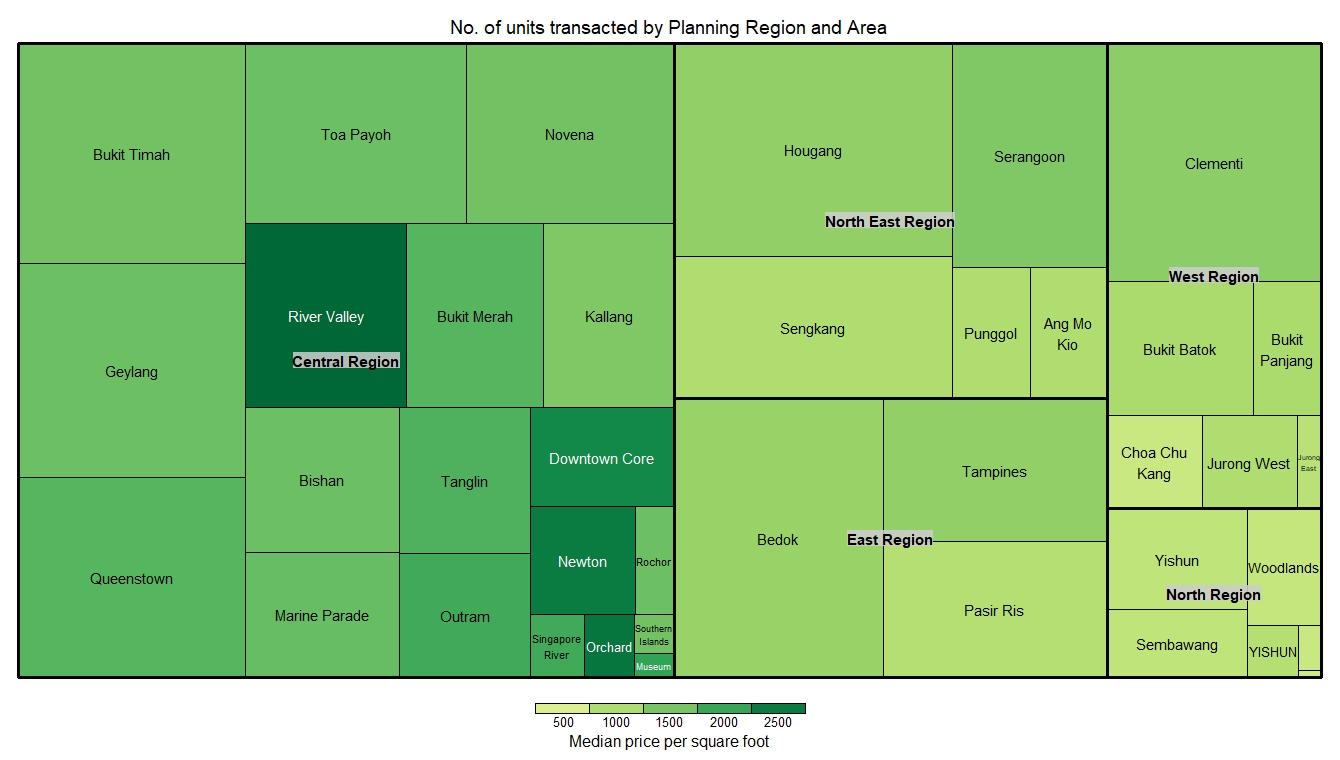 No. of units transacted by Planning Region and Area
Bukit Timah
Toa Payoh
Novena
Geylang
River Valley
Bukit Merah
Kallang
Central Region
Queenstown
Bishan
Tanglin
Downtown Core
Marine Parade
Outram
Newton
Rochor
Singapore
River
Orchard
Southern
Islands
Museum
Hougang
Serangoon
North East Region
Sengkang
Punggol
Ang Mo
Kio
Bedok
Tampines
East Region
Pasir Ris
Clementi
West Region
Bukit Batok
Bukit
Panjang
Choa Chu
Kang
Jurong West
Jurong
East
Yishun
Woodlands
North Region
Sembawang
YISHUN
500 1000 1500 2000 2500
Median price per square foot